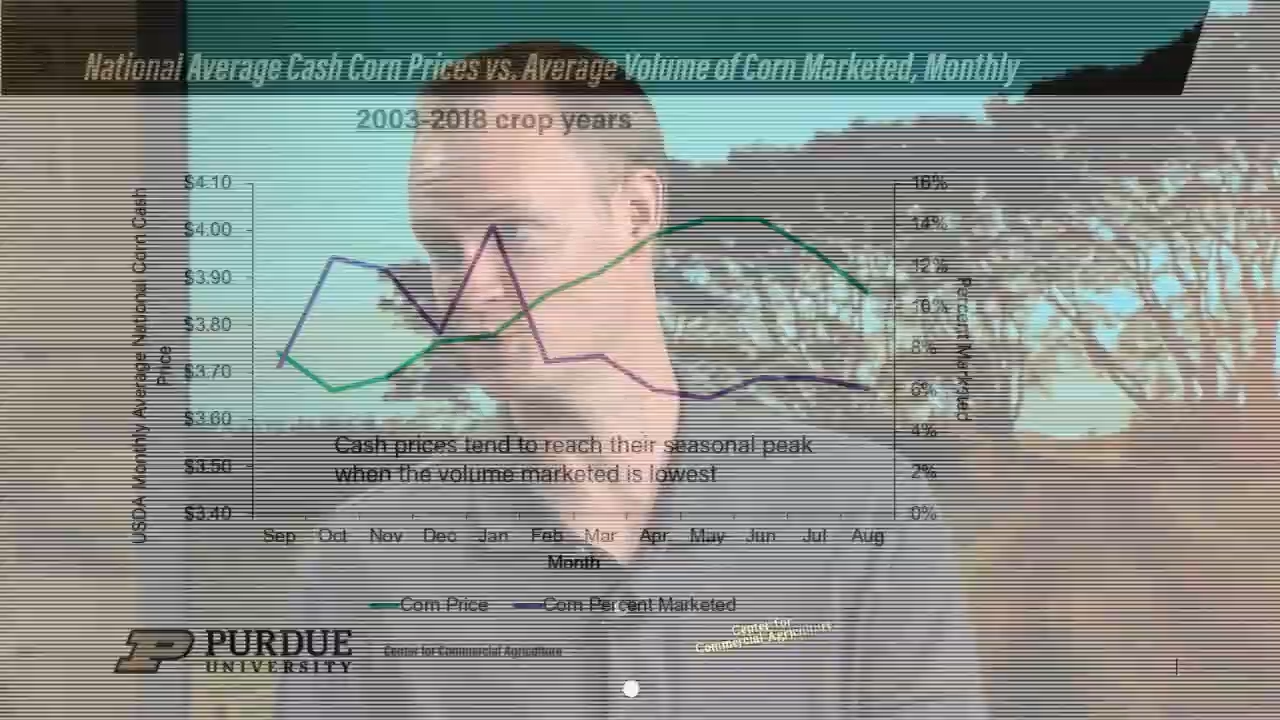 National Average Cash Corn Prices vs. Average Volume of Corn Marketed, Monthly
2003-2018 crop years
USDA Monthly Average National Corn Cash
Price
$4.10
$4.00
$3.90
$3.80
$3.70
$3.60
$3.50
$3.40
16%
14%
12%
10%
8%
6%
4%
2%
0%
Percent Marketed
Cash prices tend to reach their seasonal peak
when the volume marketed is lowest
Sep Oct Nov Dec Jan Feb Mar Apr May Jun Jul Aug
Month
Corn Price Corn Percent Marketed
PURDUE
UNIVERSITY
Center for Commercial Agriculture
Center for
Commercial Agriculture